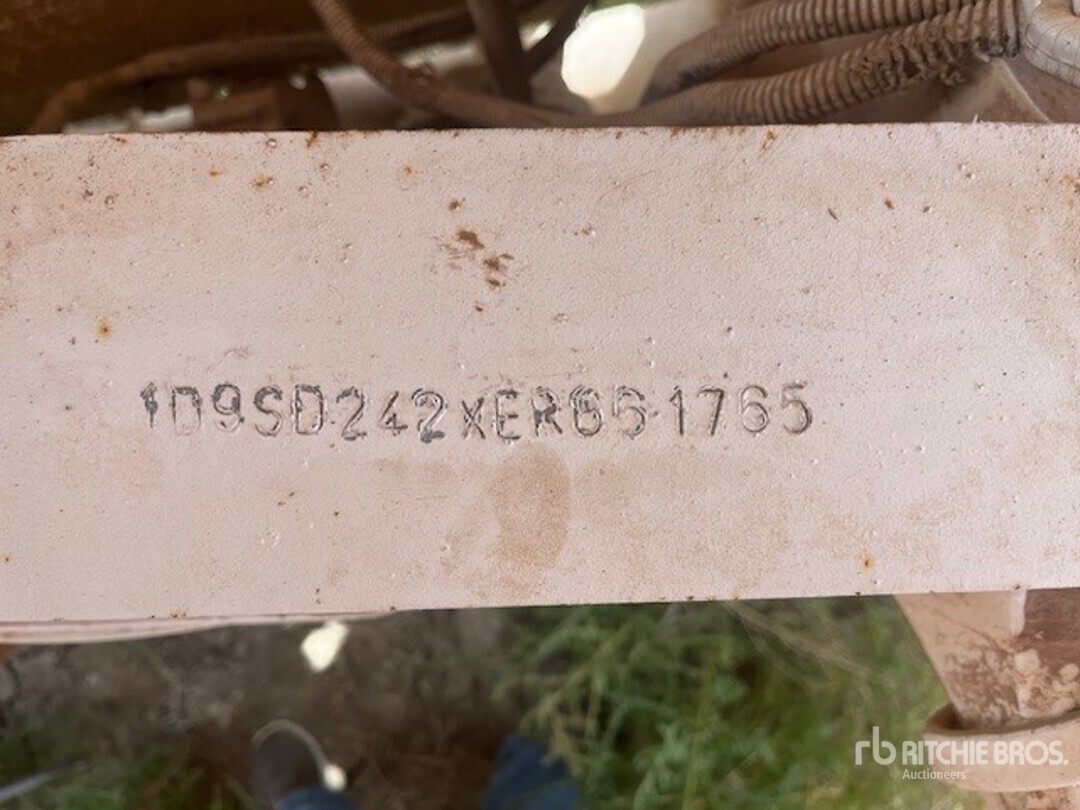 1D9SD242XER661765
rb RITCHIE BROS.
Auctioneers